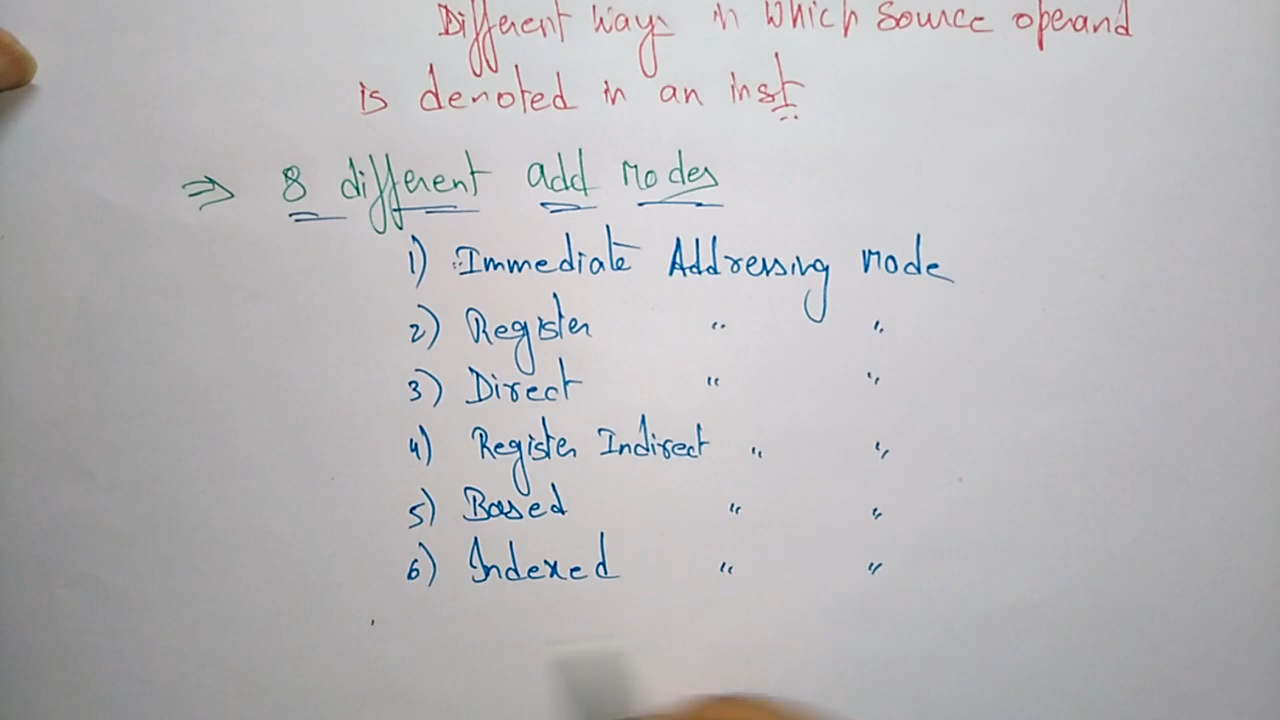 Different ways in which source operand
is denoted in an inst
⇒ 8 different add modes
1) Immediate Addressing mode
2) Register " "
3) Direct " "
4) Register Indirect " "
5) Based " "
6) Indexed " "